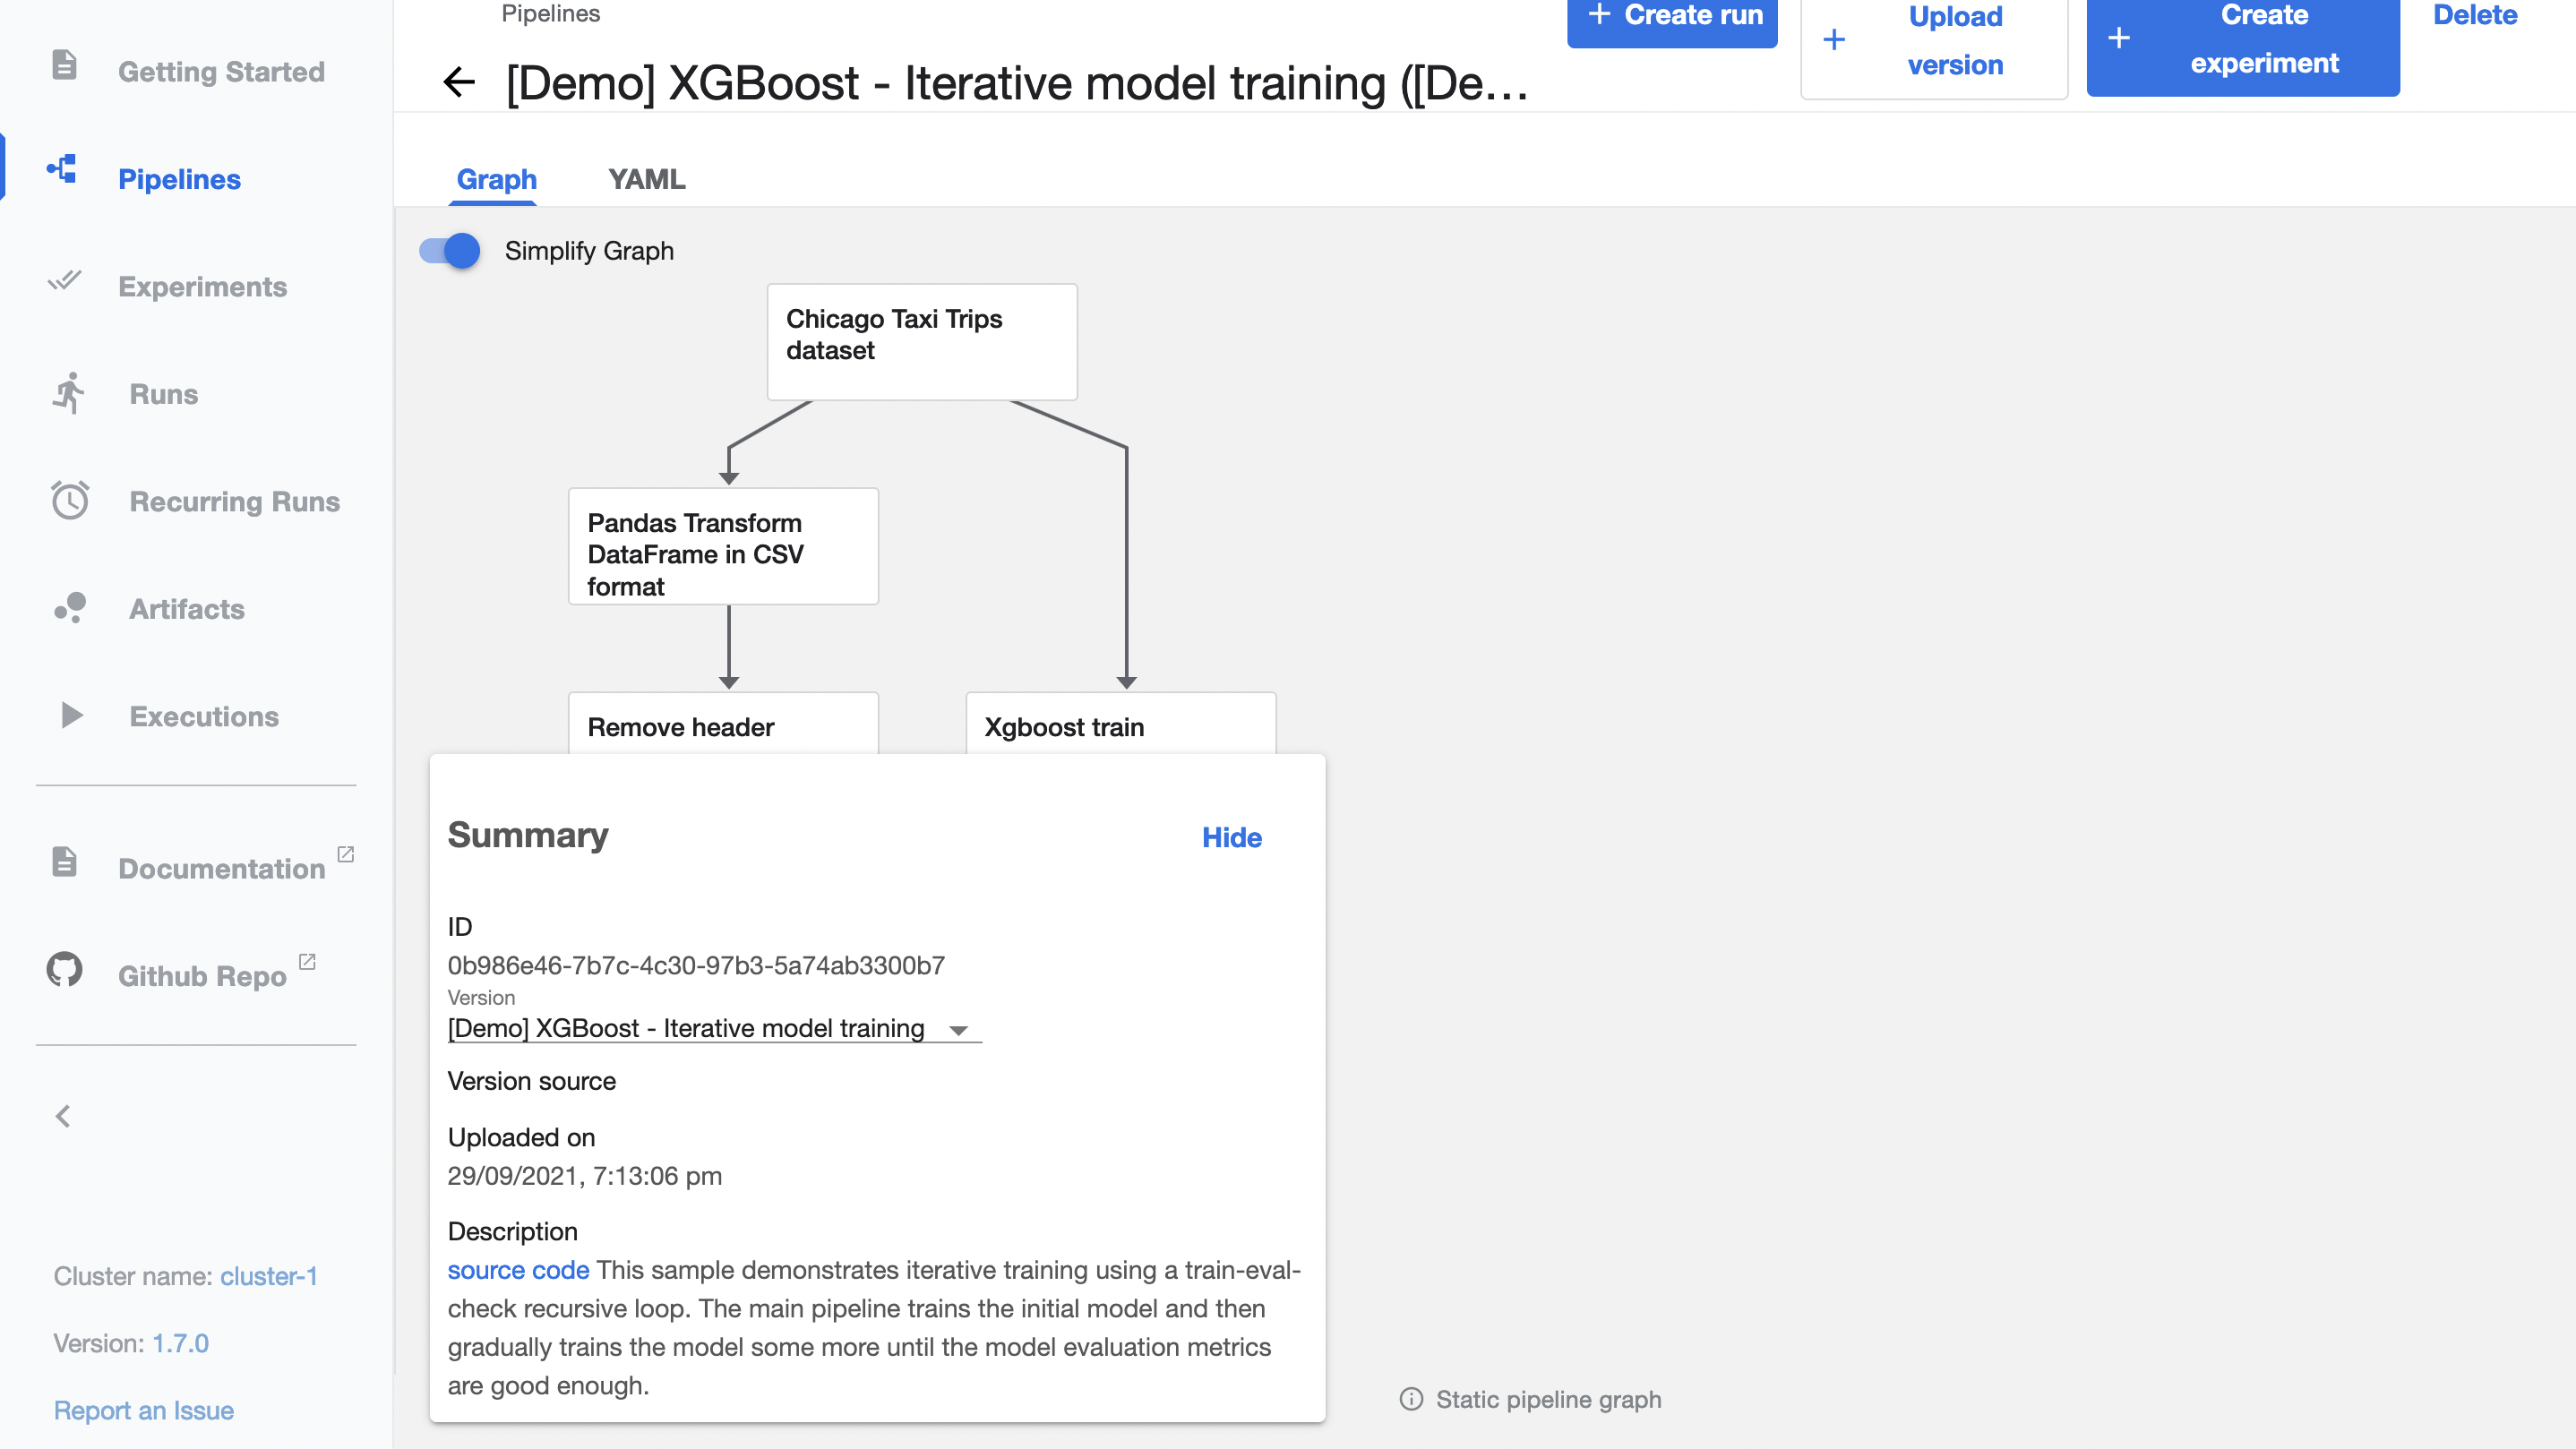 Getting Started
Pipelines
Experiments
Runs
Recurring Runs
Artifacts
Executions
Documentation
Github Repo
Cluster name: cluster-1
Version: 1.7.0
Report an Issue
Pipelines
[Demo] XGBoost - Iterative model training ([De...
+ Create run
+ Upload
version
+ Create
experiment
Delete
Graph
YAML
Simplify Graph
Chicago Taxi Trips
dataset
Pandas Transform
DataFrame in CSV
format
Remove header
Xgboost train
Summary
Hide
ID
0b986e46-7b7c-4c30-97b3-5a74ab3300b7
Version
[Demo] XGBoost - Iterative model training
Version source
Uploaded on
29/09/2021, 7:13:06 pm
Description
source code This sample demonstrates iterative training using a train-eval-
check recursive loop. The main pipeline trains the initial model and then
gradually trains the model some more until the model evaluation metrics
are good enough.
Static pipeline graph